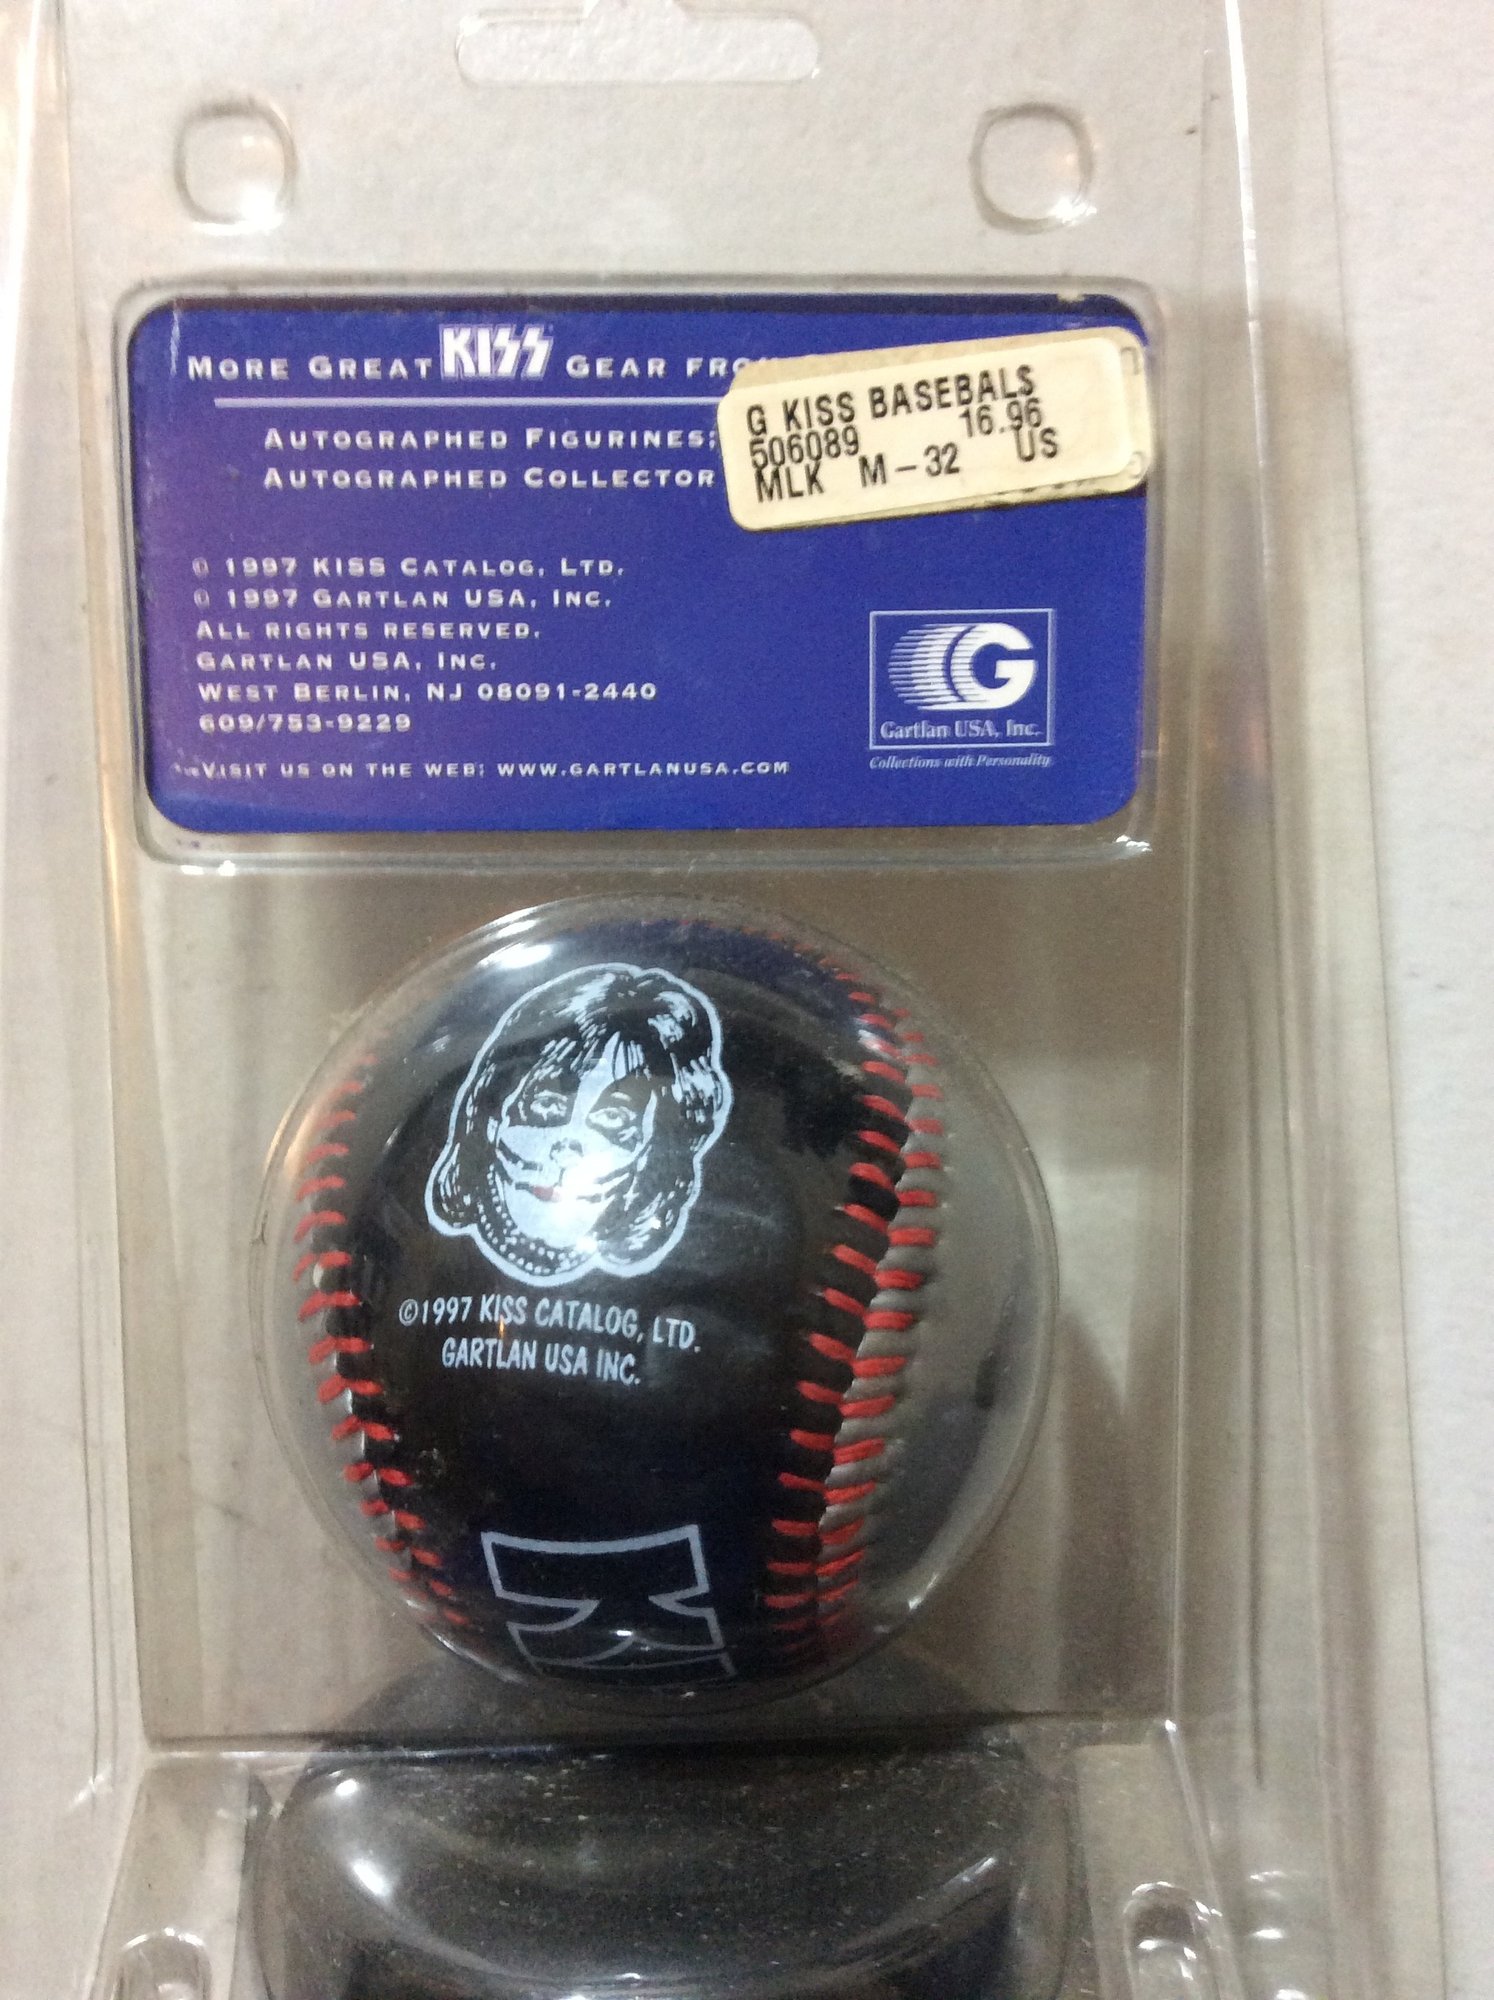 MORE GREAT KISS GEAR FROM
AUTOGRAPHED FIGURINES;
AUTOGRAPHED COLLECTOR
G KISS BASEBALS
506089 16.96
MLK M-32 US
© 1997 KISS CATALOG, LTD.
© 1997 GARTLAN USA, INC.
ALL RIGHTS RESERVED.
GARTLAN USA, INC.
WEST BERLIN, NJ 08091-2440
609/753-9229
VISIT US ON THE WEB: WWW.GARTLANUSA.COM
G
Gartlan USA, Inc.
Collections with Personality
©1997 KISS CATALOG, LTD.
GARTLAN USA INC.
K